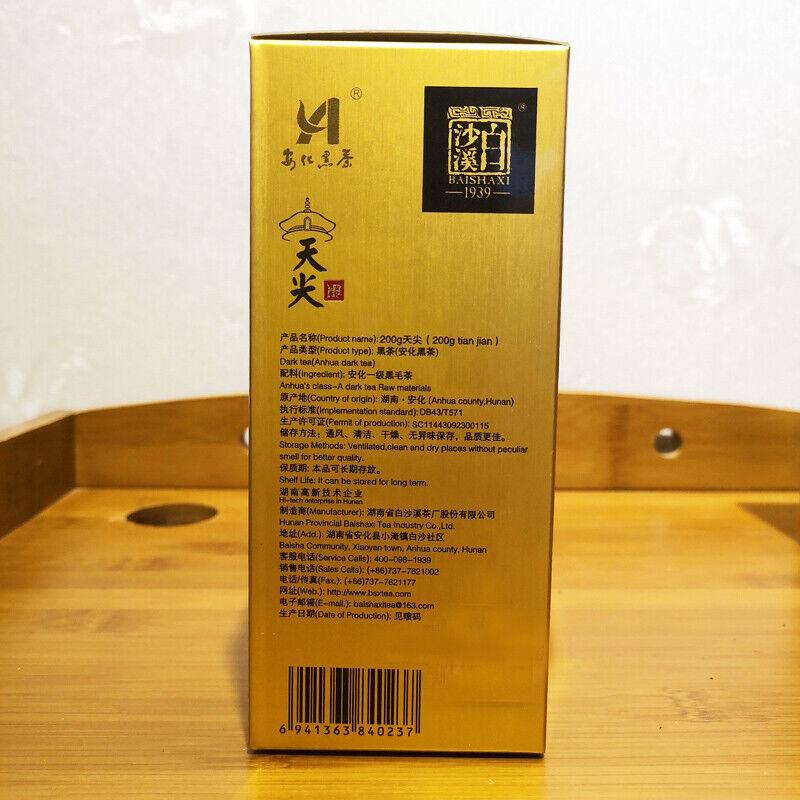 ®
安化黑茶
白沙溪
®
BAISHAXI
1939
天尖
产品名称(Product name): 200g天尖（200g tian jian）
产品类型(Product type): 黑茶(安化黑茶)
Dark tea(Anhua dark tea)
配料(Ingredient): 安化一级黑毛茶
Anhua's class-A dark tea Raw materials
原产地(Country of origin): 湖南·安化 (Anhua county,Hunan)
执行标准(Implementation standard): DB43/T571
生产许可证(Permit of production): SC11443092300115
储存方法：通风、清洁、干燥、无异味保存，品质更佳。
Storage Methods: Ventilated,clean and dry places without peculiar
smell for better quality.
保质期: 本品可长期存放。
Shelf Life: It can be stored for long term.
湖南高新技术企业
Hi-tech enterprise in Hunan
制造商(Manufacturer): 湖南省白沙溪茶厂股份有限公司
Hunan Provincial Baishaxi Tea Industry Co.,Ltd.
地址(Add.): 湖南省安化县小淹镇白沙社区
Baisha Community, Xiaoyan town, Anhua county, Hunan
客服电话(Service Calls): 400-098-1939
销售电话(Sales Calls): (+86)737-7621002
电话/传真(Fax.): (+86)737-7621177
网址(Web.): http://www.bsxtea.com
电子邮箱(E-mail.): baishaxitea@163.com
生产日期(Date of Production): 见喷码
6 941363 840237